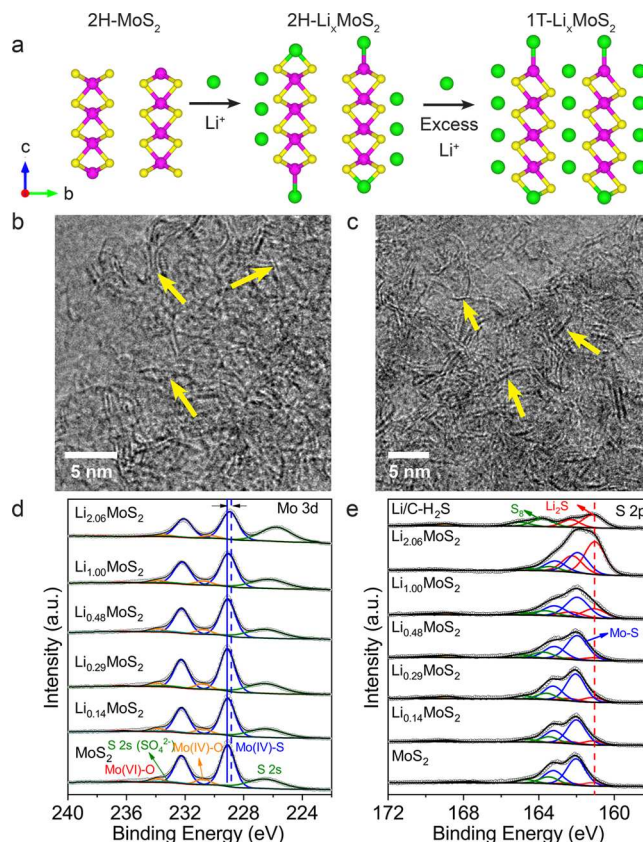 a
2H-MoS2
2H-LixMoS2
1T-LixMoS2
Li+
Excess
Li+
c
b
b
5 nm
c
5 nm
d
Li2.06MoS2
Mo 3d
Li1.00MoS2
Li0.48MoS2
Li0.29MoS2
Li0.14MoS2
S 2s (SO4 2-)
Mo(IV)-O
Mo(IV)-S
MoS2
Mo(VI)-O
S 2s
Intensity (a.u.)
240 236 232 228 224
Binding Energy (eV)
e
Li/C-H2S
S8
Li2S
S 2p
Li2.06MoS2
Li1.00MoS2
Mo-S
Li0.48MoS2
Li0.29MoS2
Li0.14MoS2
MoS2
Intensity (a.u.)
172 168 164 160
Binding Energy (eV)